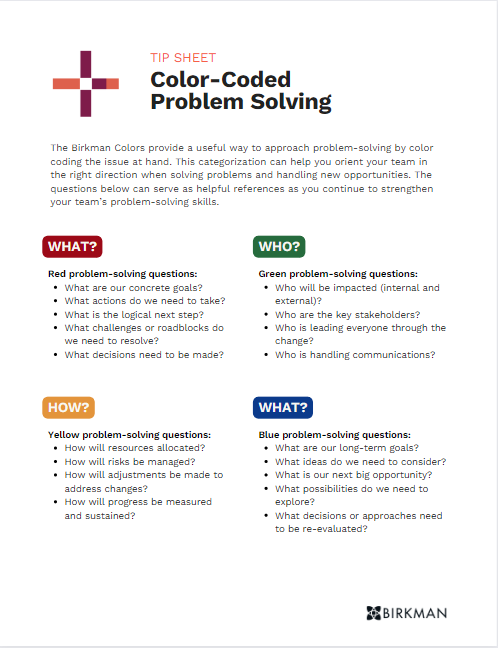 TIP SHEET
Color-Coded
Problem Solving
The Birkman Colors provide a useful way to approach problem-solving by color
coding the issue at hand. This categorization can help you orient your team in
the right direction when solving problems and handling new opportunities. The
questions below can serve as helpful references as you continue to strengthen
your team's problem-solving skills.
WHAT?
Red problem-solving questions:
• What are our concrete goals?
• What actions do we need to take?
• What is the logical next step?
• What challenges or roadblocks do
we need to resolve?
• What decisions need to be made?
WHO?
Green problem-solving questions:
• Who will be impacted (internal and
external)?
• Who are the key stakeholders?
• Who is leading everyone through the
change?
• Who is handling communications?
HOW?
Yellow problem-solving questions:
• How will resources allocated?
• How will risks be managed?
• How will adjustments be made to
address changes?
• How will progress be measured
and sustained?
WHAT?
Blue problem-solving questions:
• What are our long-term goals?
• What ideas do we need to consider?
• What is our next big opportunity?
• What possibilities do we need to
explore?
• What decisions or approaches need
to be re-evaluated?
BIRKMAN